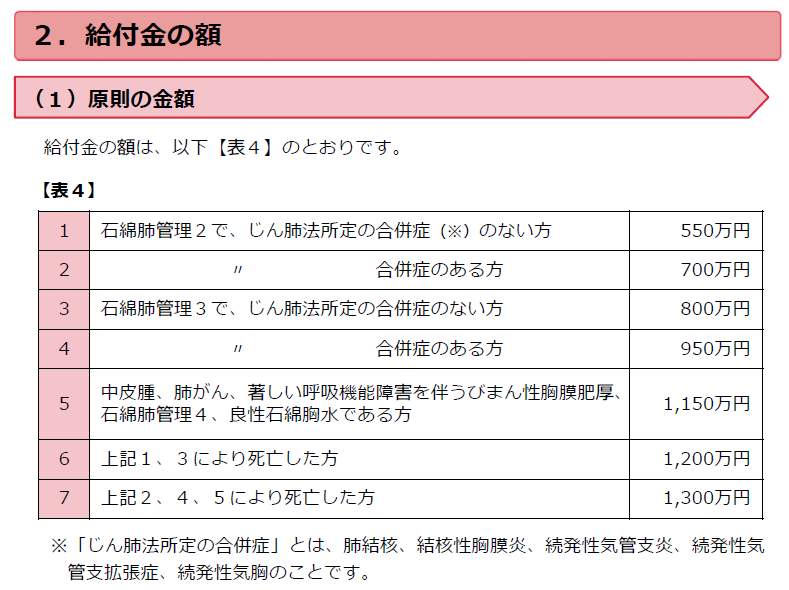 ２．給付金の額
（１）原則の金額
給付金の額は、以下【表４】のとおりです。
【表４】
1 石綿肺管理２で、じん肺法所定の合併症（※）のない方 550万円
2 〃 合併症のある方 700万円
3 石綿肺管理３で、じん肺法所定の合併症のない方 800万円
4 〃 合併症のある方 950万円
5 中皮腫、肺がん、著しい呼吸機能障害を伴うびまん性胸膜肥厚、
石綿肺管理４、良性石綿胸水である方 1,150万円
6 上記１、３により死亡した方 1,200万円
7 上記２、４、５により死亡した方 1,300万円
※「じん肺法所定の合併症」とは、肺結核、結核性胸膜炎、続発性気管支炎、続発性気
管支拡張症、続発性気胸のことです。